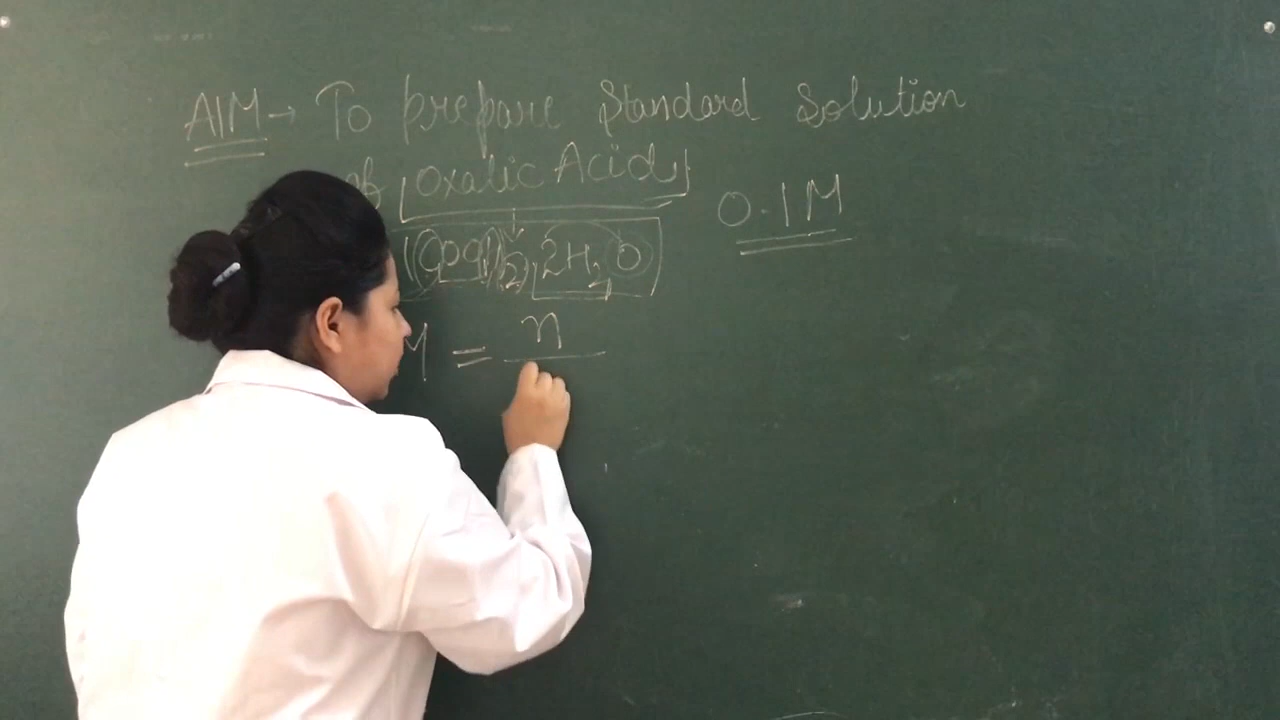 AIM → To prepare Standard Solution
of Oxalic Acid
0.1M
(COOH)2 . 2H2O
M = n